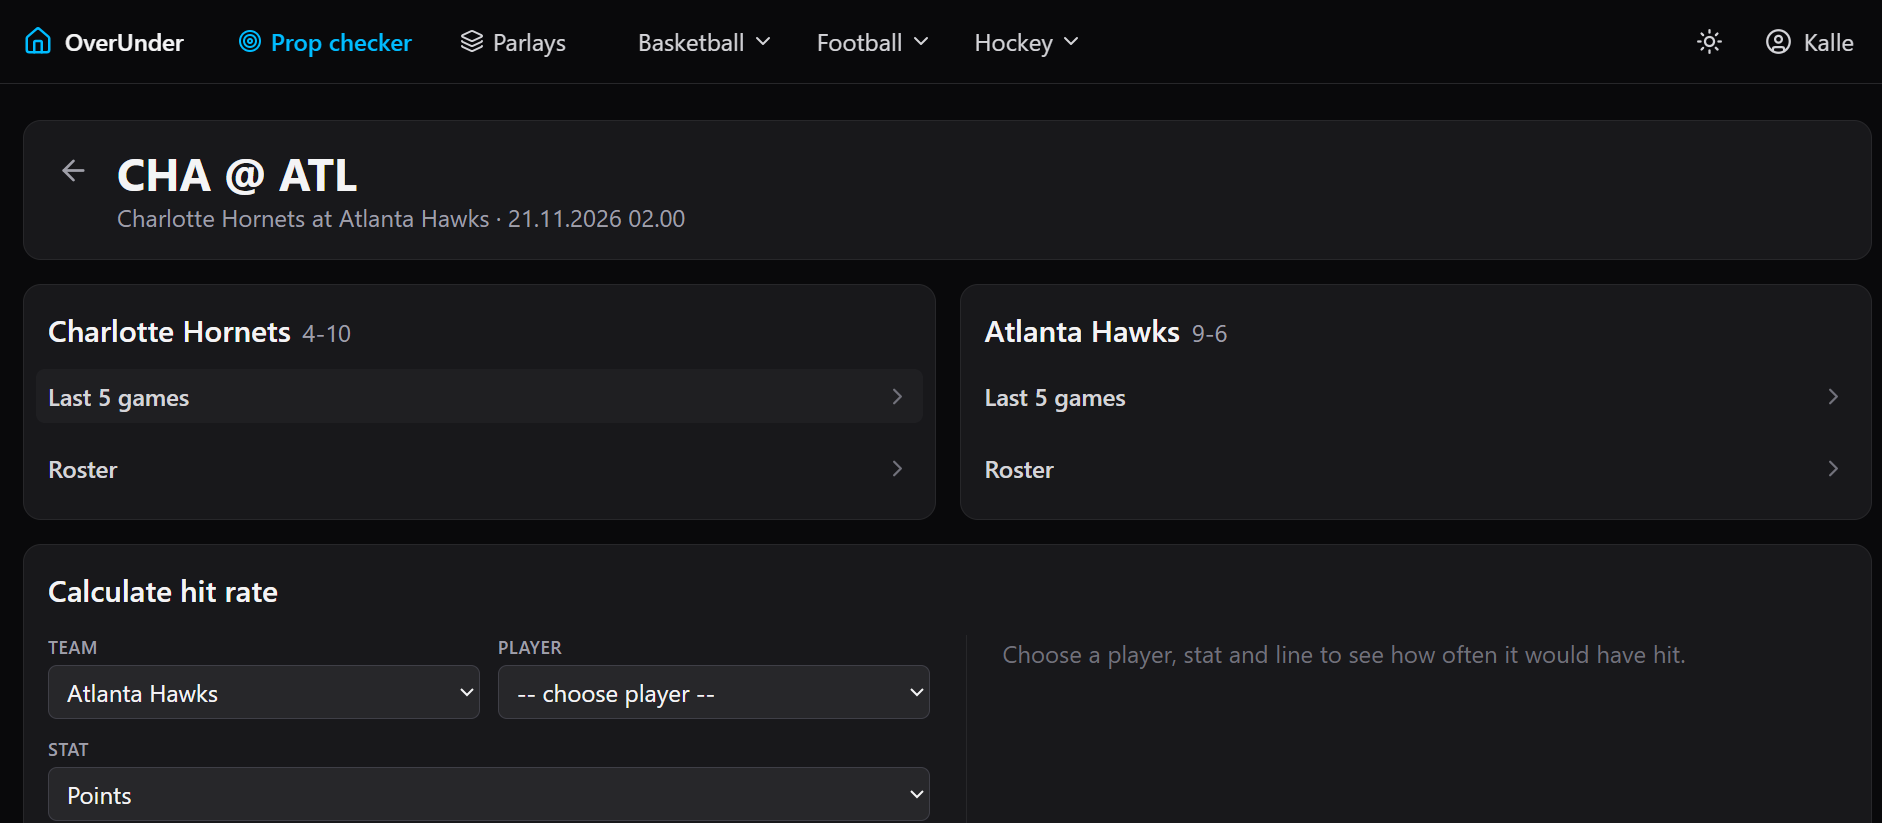 OverUnder Prop checker Parlays Basketball Football Hockey Kalle
CHA @ ATL
Charlotte Hornets at Atlanta Hawks · 21.11.2026 02.00
Charlotte Hornets 4-10
Last 5 games
Roster
Atlanta Hawks 9-6
Last 5 games
Roster
Calculate hit rate
TEAM
Atlanta Hawks
PLAYER
-- choose player --
STAT
Points
Choose a player, stat and line to see how often it would have hit.